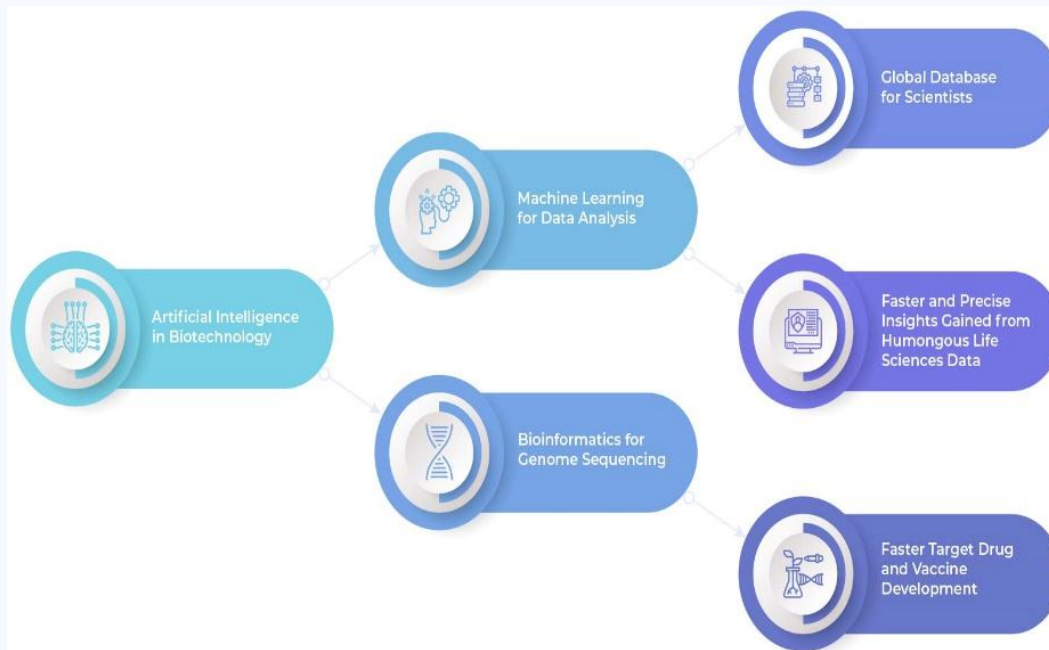 Global Database
for Scientists
Machine Learning
for Data Analysis
Artificial Intelligence
in Biotechnology
Faster and Precise
Insights Gained from
Humongous Life
Sciences Data
Bioinformatics for
Genome Sequencing
Faster Target Drug
and Vaccine
Development